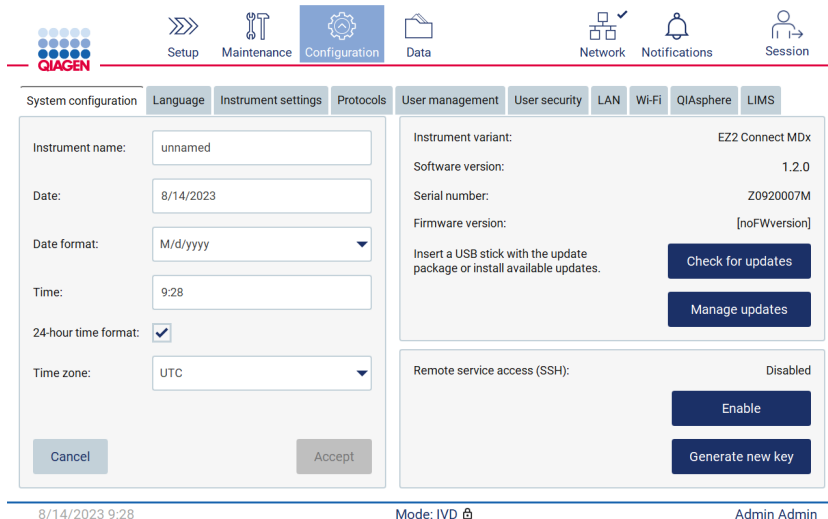 QIAGEN
Setup
Maintenance
Configuration
Data
Network
Notifications
Session
System configuration
Language
Instrument settings
Protocols
User management
User security
LAN
Wi-Fi
QIAsphere
LIMS
Instrument name:
unnamed
Date:
8/14/2023
Date format:
M/d/yyyy
Time:
9:28
24-hour time format:
Time zone:
UTC
Cancel
Accept
Instrument variant:
EZ2 Connect MDx
Software version:
1.2.0
Serial number:
Z0920007M
Firmware version:
[noFWversion]
Insert a USB stick with the update
package or install available updates.
Check for updates
Manage updates
Remote service access (SSH):
Disabled
Enable
Generate new key
8/14/2023 9:28
Mode: IVD
Admin Admin